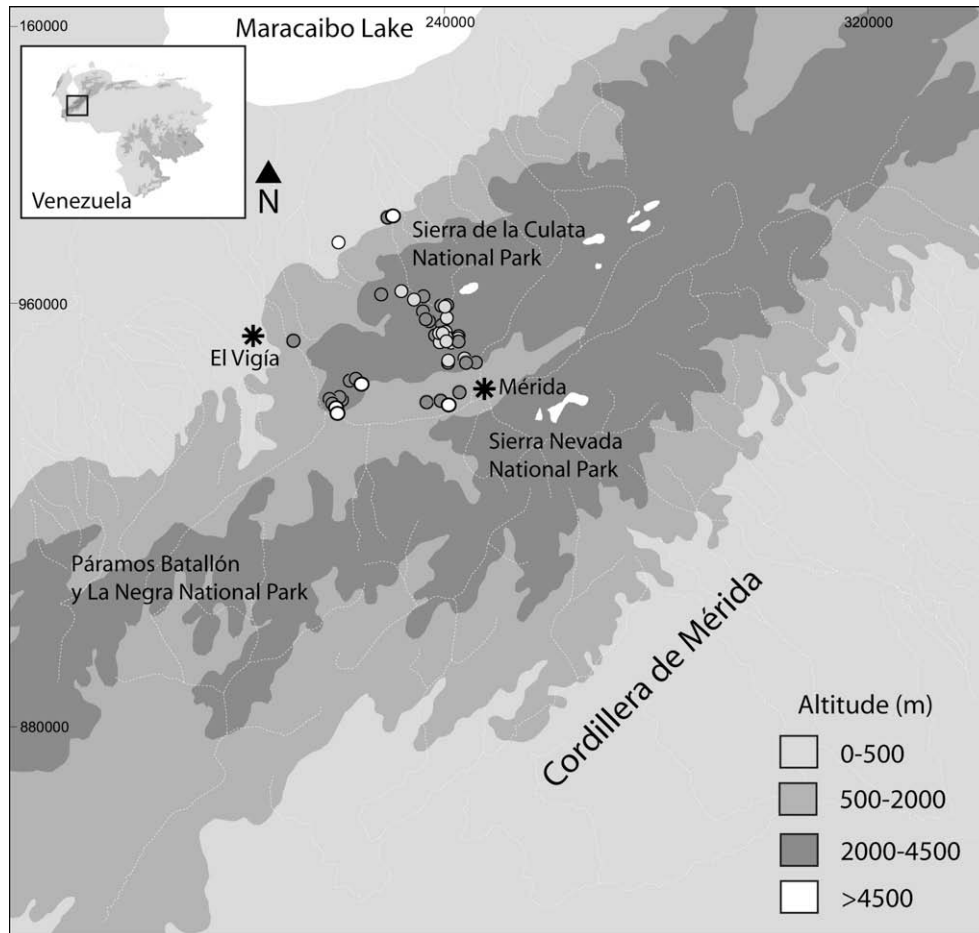 160000
240000
320000
Maracaibo Lake
Venezuela
N
Sierra de la Culata
National Park
960000
El Vigía
Mérida
Sierra Nevada
National Park
Páramos Batallón
y La Negra National Park
Cordillera de Mérida
880000
Altitude (m)
0-500
500-2000
2000-4500
>4500